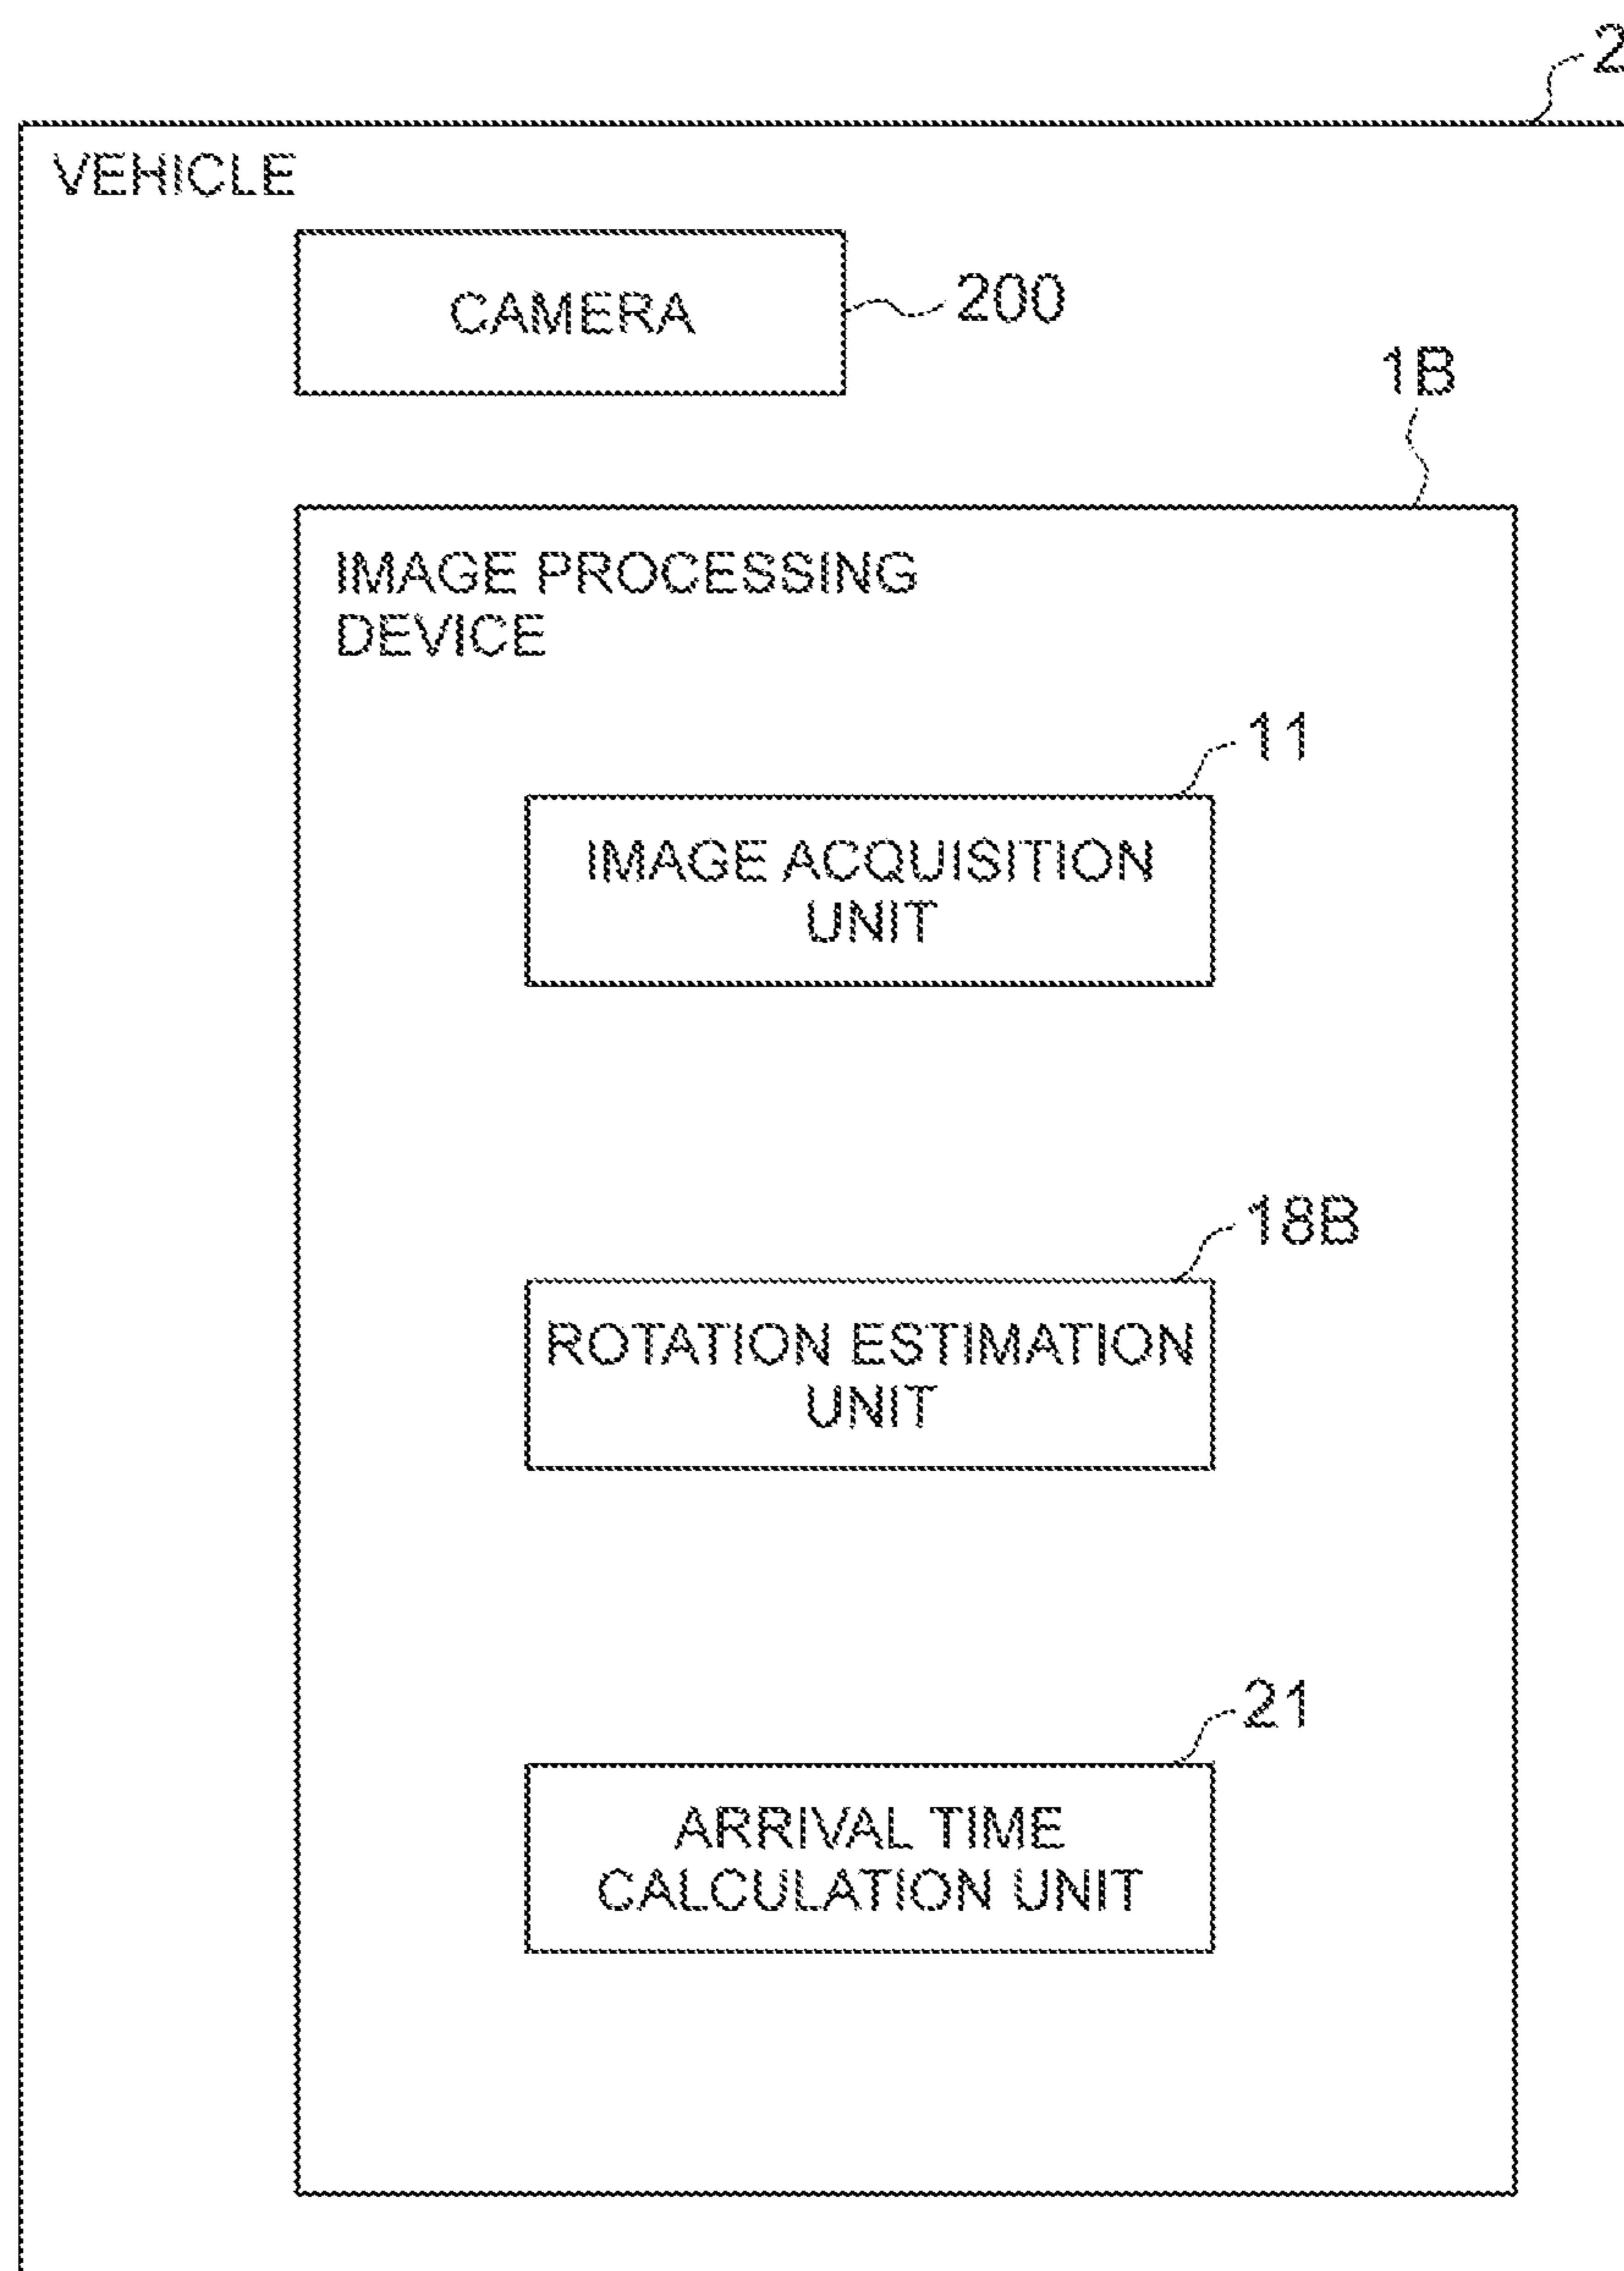 2
VEHICLE
CAMERA
200
1B
IMAGE PROCESSING
DEVICE
11
IMAGE ACQUISITION
UNIT
18B
ROTATION ESTIMATION
UNIT
21
ARRIVAL TIME
CALCULATION UNIT